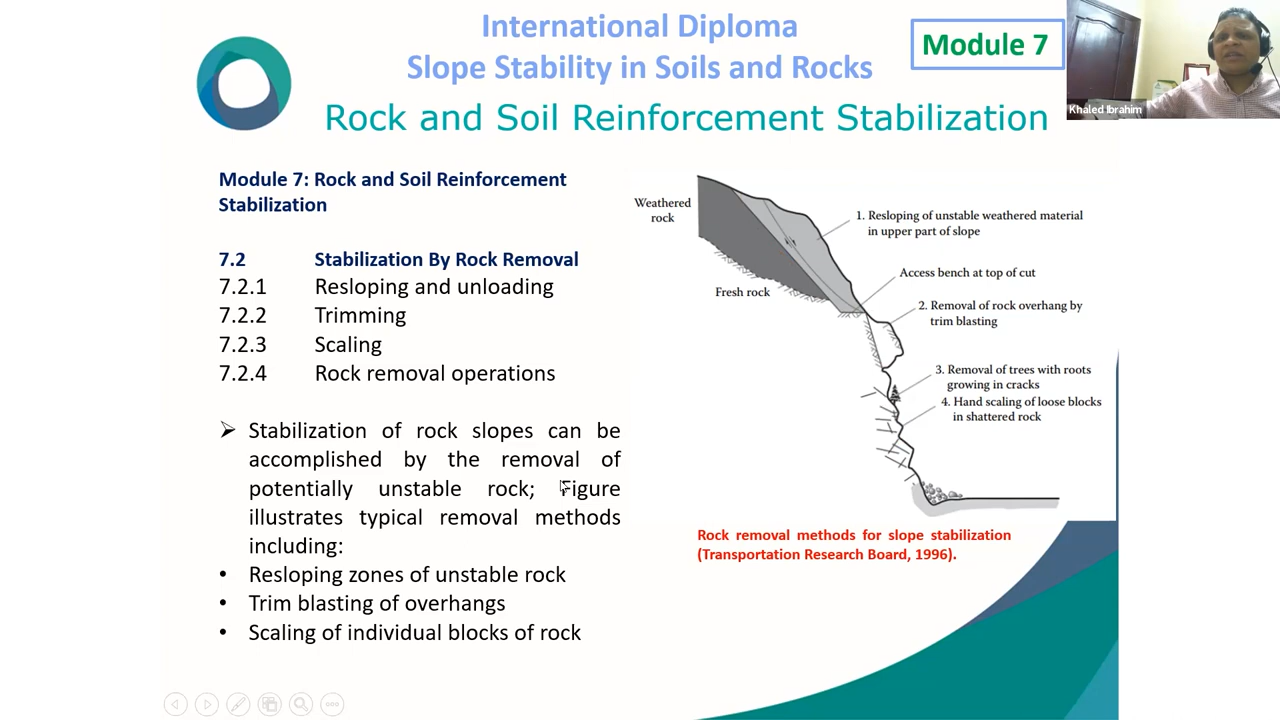 International Diploma
Slope Stability in Soils and Rocks
Module 7
Khaled Ibrahim
Rock and Soil Reinforcement Stabilization
Module 7: Rock and Soil Reinforcement
Stabilization
7.2 Stabilization By Rock Removal
7.2.1 Resloping and unloading
7.2.2 Trimming
7.2.3 Scaling
7.2.4 Rock removal operations
➢ Stabilization of rock slopes can be
accomplished by the removal of
potentially unstable rock; Figure
illustrates typical removal methods
including:
• Resloping zones of unstable rock
• Trim blasting of overhangs
• Scaling of individual blocks of rock
Weathered
rock
Fresh rock
1. Resloping of unstable weathered material
in upper part of slope
Access bench at top of cut
2. Removal of rock overhang by
trim blasting
3. Removal of trees with roots
growing in cracks
4. Hand scaling of loose blocks
in shattered rock
Rock removal methods for slope stabilization
(Transportation Research Board, 1996).